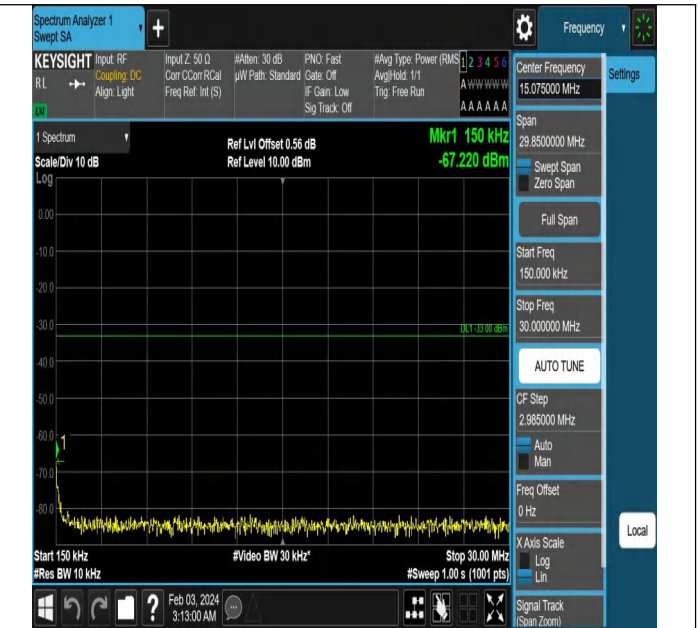 Spectrum Analyzer 1
Swept SA
+
Frequency
KEYSIGHT
RL
LXI
Input: RF
Coupling: DC
Align: Light
Input Z: 50 Ω
Corr CCorr RCal
Freq Ref: Int (S)
#Atten: 30 dB
µW Path: Standard
PNO: Fast
Gate: Off
IF Gain: Low
Sig Track: Off
#Avg Type: Power (RMS
Avg|Hold: 1/1
Trig: Free Run
1 2 3 4 5 6
A W W W W W
A A A A A A
1 Spectrum
Scale/Div 10 dB
Log
Ref Lvl Offset 0.56 dB
Ref Level 10.00 dBm
Mkr1 150 kHz
-67.220 dBm
0.00
-10.0
-20.0
-30.0
DL1 -33.00 dBm
-40.0
-50.0
-60.0
1
-70.0
-80.0
Start 150 kHz
#Res BW 10 kHz
#Video BW 30 kHz*
Stop 30.00 MHz
#Sweep 1.00 s (1001 pts)
?
Feb 03, 2024
3:13:00 AM
Center Frequency
15.075000 MHz
Settings
Span
29.8500000 MHz
Swept Span
Zero Span
Full Span
Start Freq
150.000 kHz
Stop Freq
30.000000 MHz
AUTO TUNE
CF Step
2.985000 MHz
Auto
Man
Freq Offset
0 Hz
X Axis Scale
Log
Lin
Signal Track
(Span Zoom)
Local